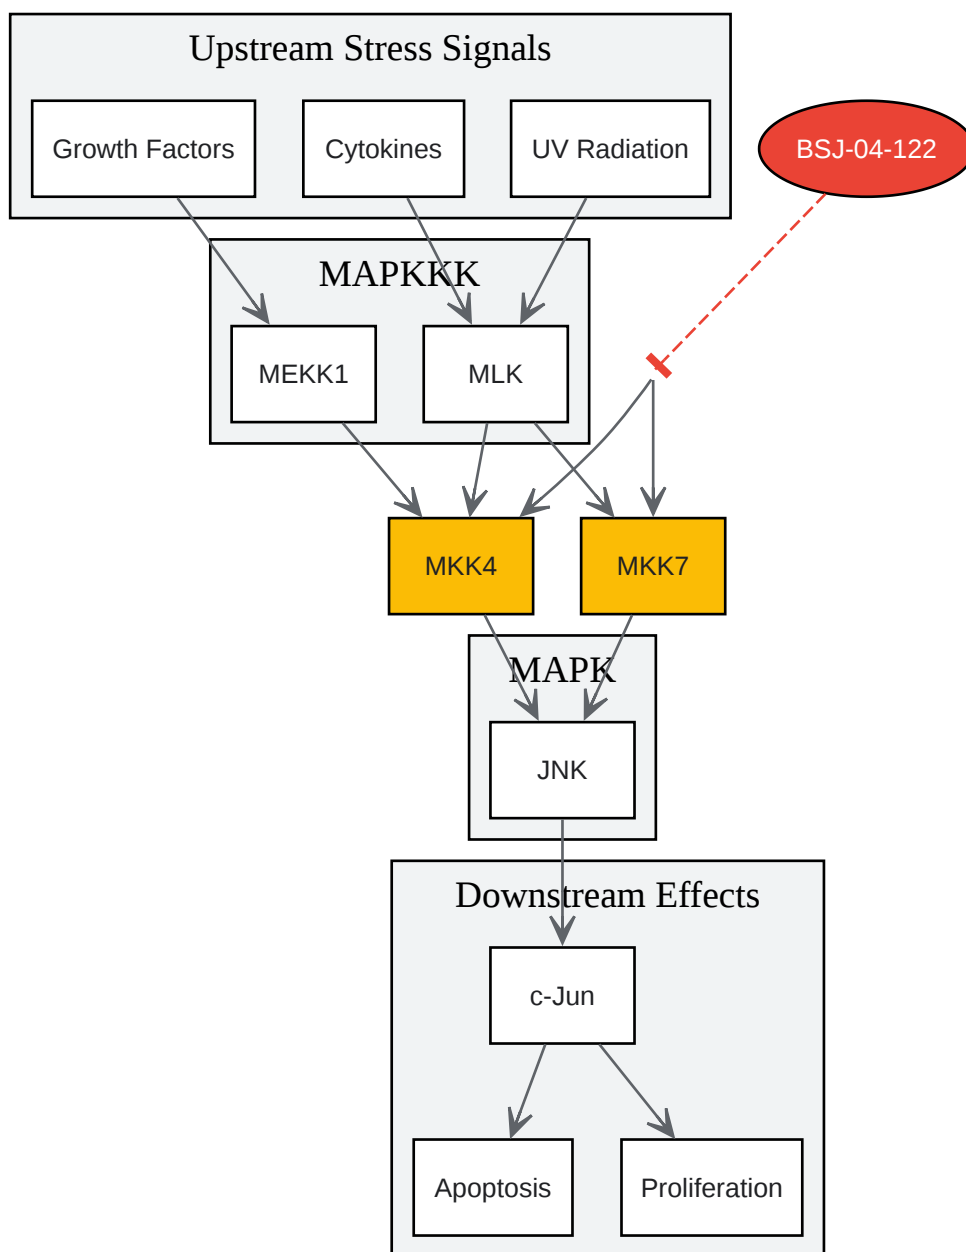 Upstream Stress Signals
Growth Factors
Cytokines
UV Radiation
BSJ-04-122
MAPKKK
MEKK1
MLK
MKK4
MKK7
MAPK
JNK
Downstream Effects
c-Jun
Apoptosis
Proliferation